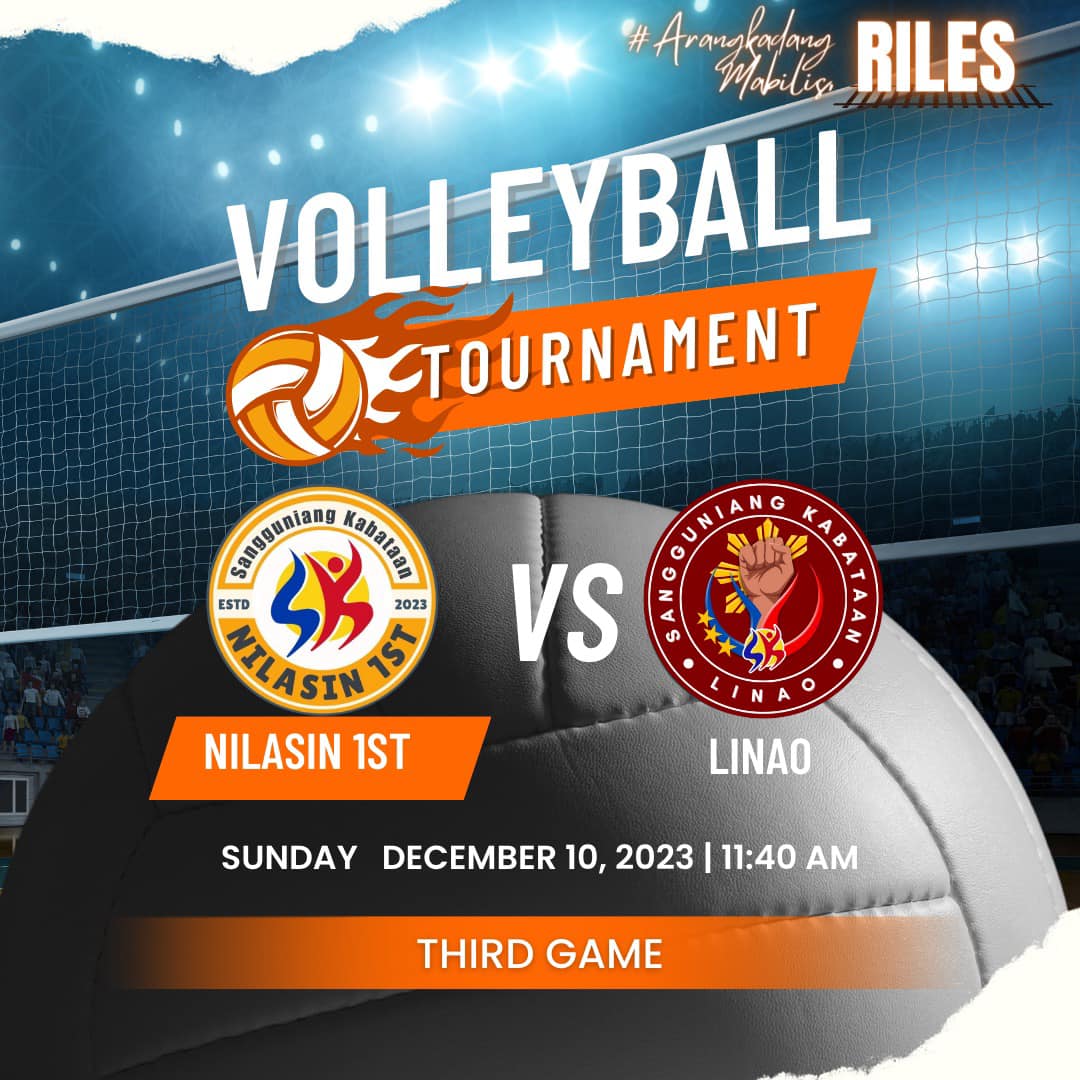 #Arangkadang
Mabilis
RILES
VOLLEYBALL
TOURNAMENT
Sangguniang Kabataan
ESTD 2023
NILASIN 1ST
VS
SANGGUNIANG KABATAAN
LINAO
NILASIN 1ST
LINAO
SUNDAY DECEMBER 10, 2023 | 11:40 AM
THIRD GAME